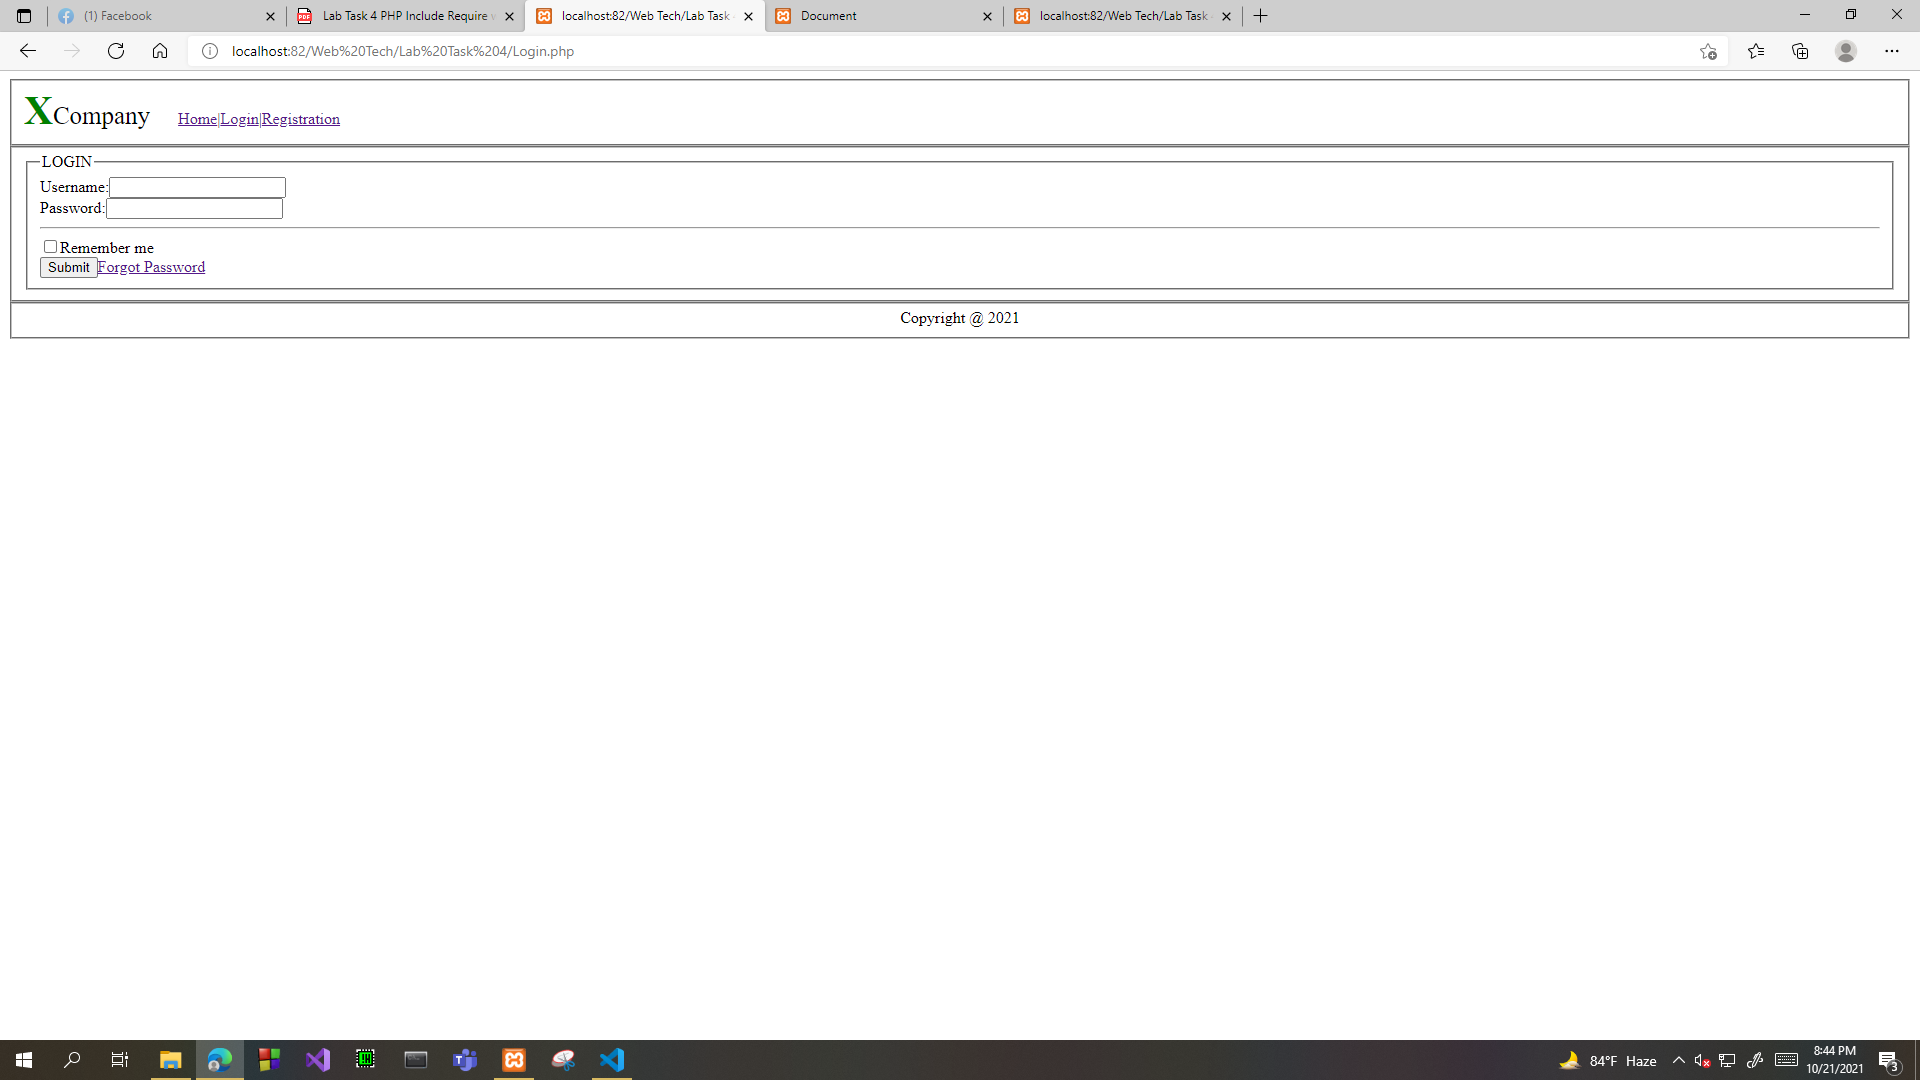 (1) Facebook
Lab Task 4 PHP Include Require v
localhost:82/Web Tech/Lab Task
Document
localhost:82/Web Tech/Lab Task
localhost:82/Web%20Tech/Lab%20Task%204/Login.php
XCompany Home|Login|Registration
LOGIN
Username:
Password:
Remember me
Submit Forgot Password
Copyright @ 2021
84°F Haze
8:44 PM
10/21/2021
3